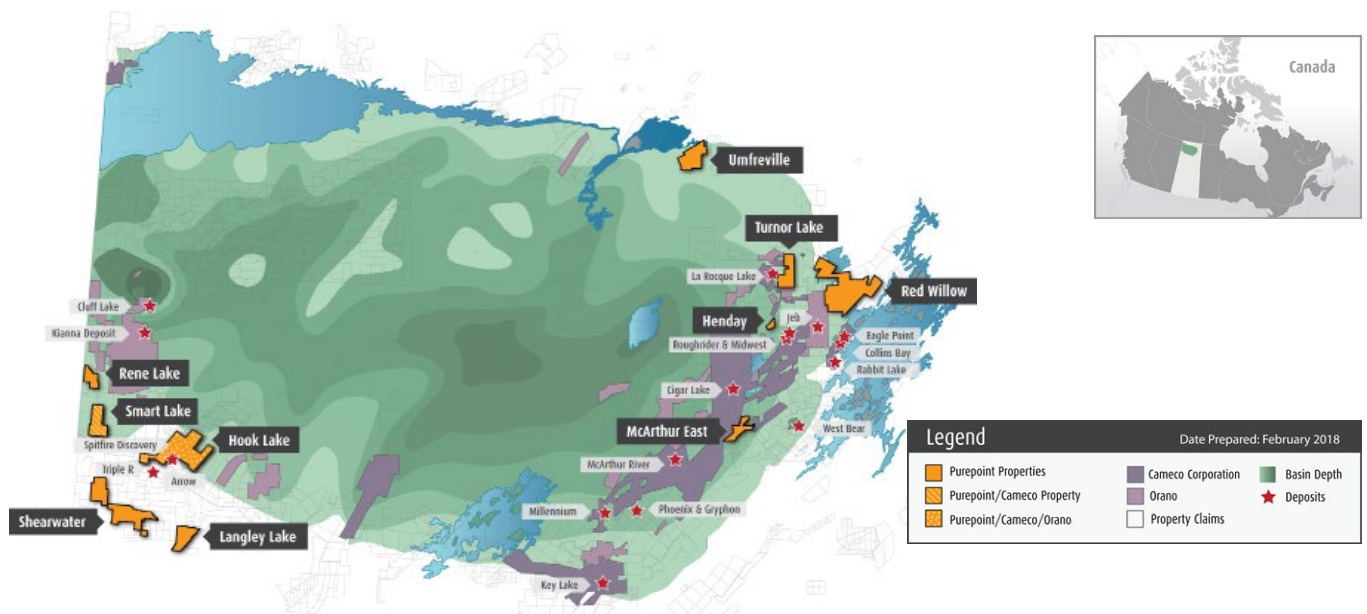 Canada
Umfreville
Turnor Lake
La Rocque Lake
Red Willow
Cluff Lake
Henday
Jeb
Kianna Deposit
Eagle Point
Roughrider & Midwest
Collins Bay
Rabbit Lake
Rene Lake
Cigar Lake
Smart Lake
McArthur East
West Bear
Spitfire Discovery
Hook Lake
Triple R
Arrow
McArthur River
Shearwater
Langley Lake
Millennium
Phoenix & Gryphon
Key Lake
Legend
Date Prepared: February 2018
Purepoint Properties
Purepoint/Cameco Property
Purepoint/Cameco/Orano
Cameco Corporation
Orano
Property Claims
Basin Depth
Deposits